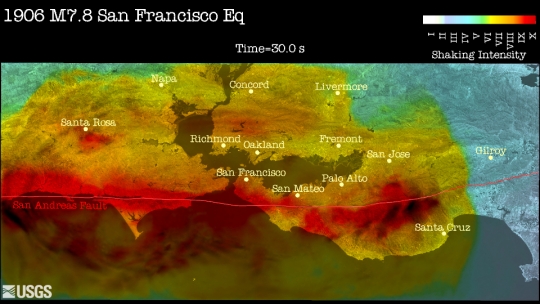 1906 M7.8 San Francisco Eq
Time=30.0 s
I II III IV V VI VII VIII IX X
Shaking Intensity
Napa
Concord
Livermore
Santa Rosa
Richmond
Oakland
Fremont
San Jose
Gilroy
San Francisco
San Mateo
Palo Alto
San Andreas Fault
Santa Cruz
USGS